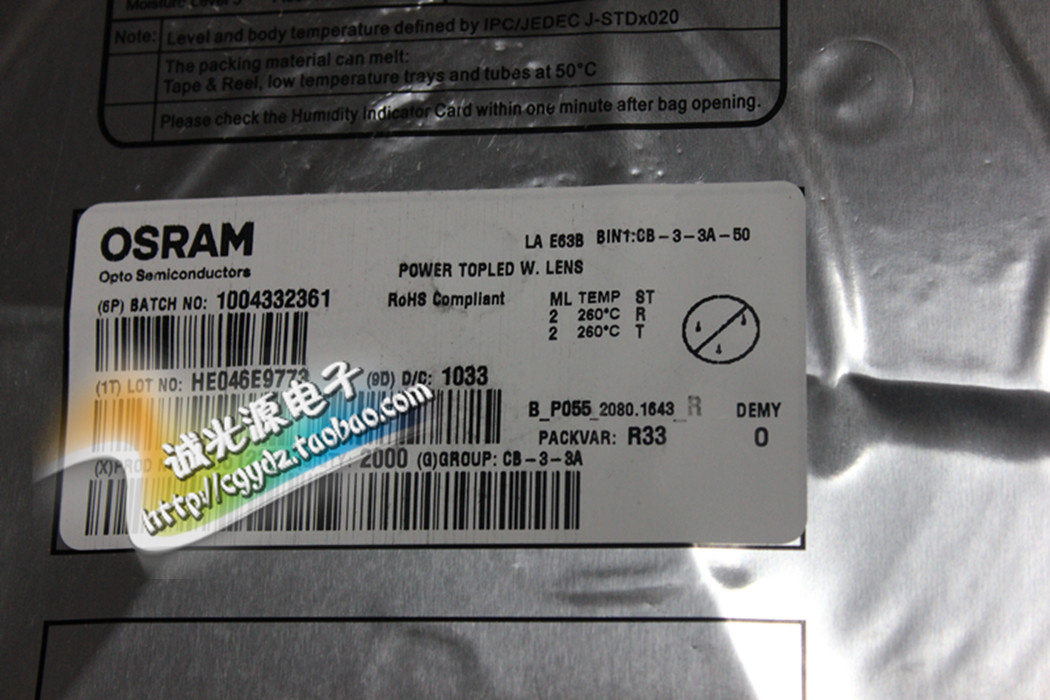 Moisture Level 3
Note: Level and body temperature defined by IPC/JEDEC J-STDx020
The packing material can melt:
Tape & Reel, low temperature trays and tubes at 50°C
Please check the Humidity Indicator Card within one minute after bag opening.
OSRAM
Opto Semiconductors
LA E63B BIN1:CB-3-3A-50
POWER TOPLED W. LENS
(6P) BATCH NO: 1004332361
RoHS Compliant
ML TEMP ST
2 260°C R
2 260°C T
(1T) LOT NO: HE046E9773 (9D) D/C: 1033
B_P055_2080.1643_R DEMY
PACKVAR: R33 0
(X)PROD 2000 (G)GROUP: CB-3-3A
诚光源电子
http://cgydz.taobao.com